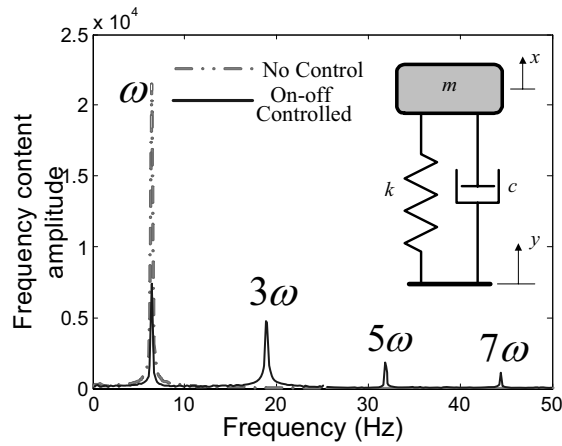 x 10⁴
2.5
2
1.5
1
0.5
0
Frequency content
amplitude
ω
No Control
On-off
Controlled
m
x
k
c
y
3ω
5ω
7ω
0 10 20 30 40 50
Frequency (Hz)